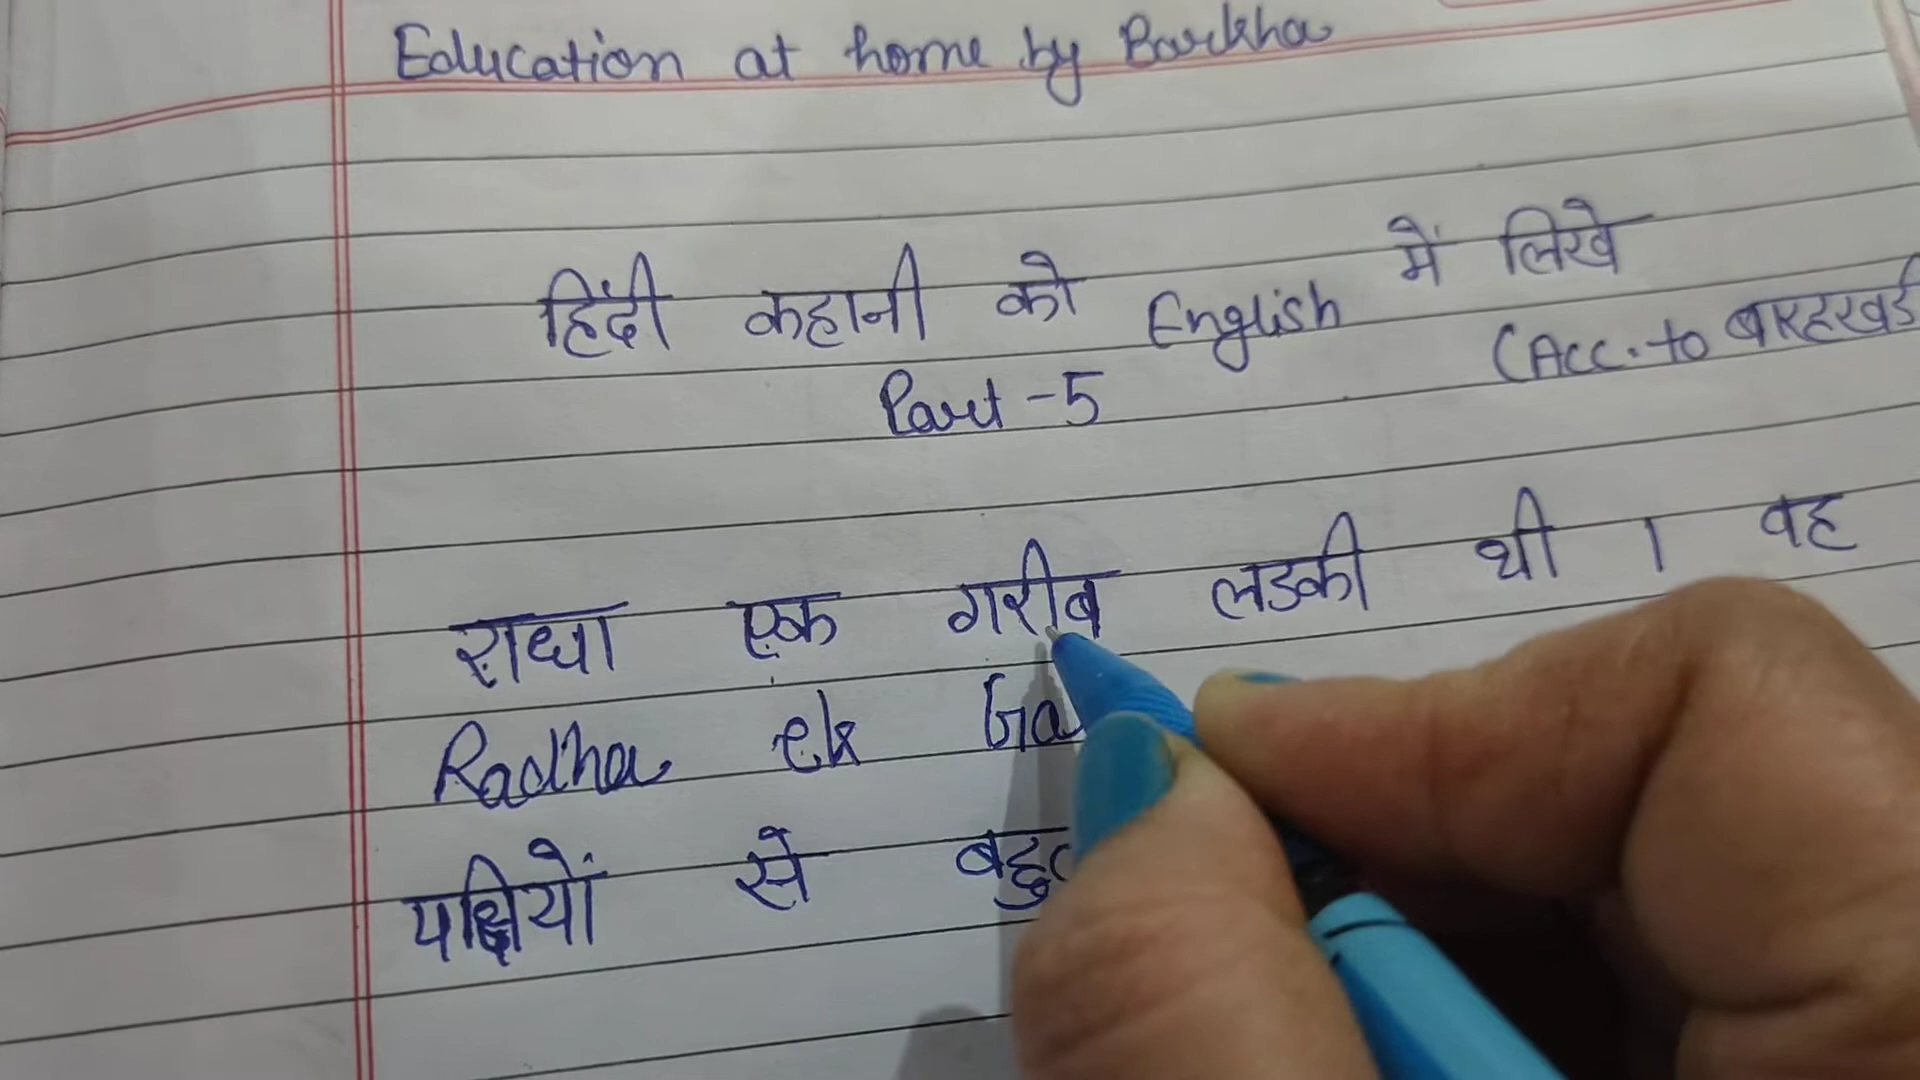 Education at home by Barkha
हिंदी कहानी को English में लिखे
(Acc. to बारहखडी
Part -5
राधा एक गरीब लडकी थी । वह
Radha ek Ga
पक्षियों से बहुत